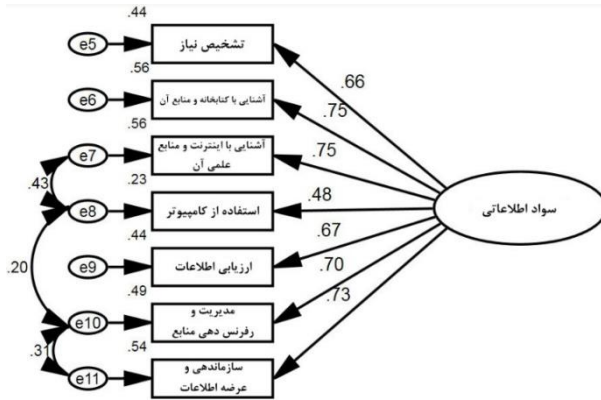 .44
e5
تشخیص نیاز
.66
.56
e6
آشنایی با کتابخانه و منابع آن
.75
.56
e7
آشنایی با اینترنت و منابع
علمی آن
.75
.43
.23
e8
استفاده از کامپیوتر
.48
سواد اطلاعاتی
.44
.67
.20
e9
ارزیابی اطلاعات
.70
.49
e10
مدیریت و
رفرنس دهی منابع
.73
.31
.54
e11
سازماندهی و
عرضه اطلاعات